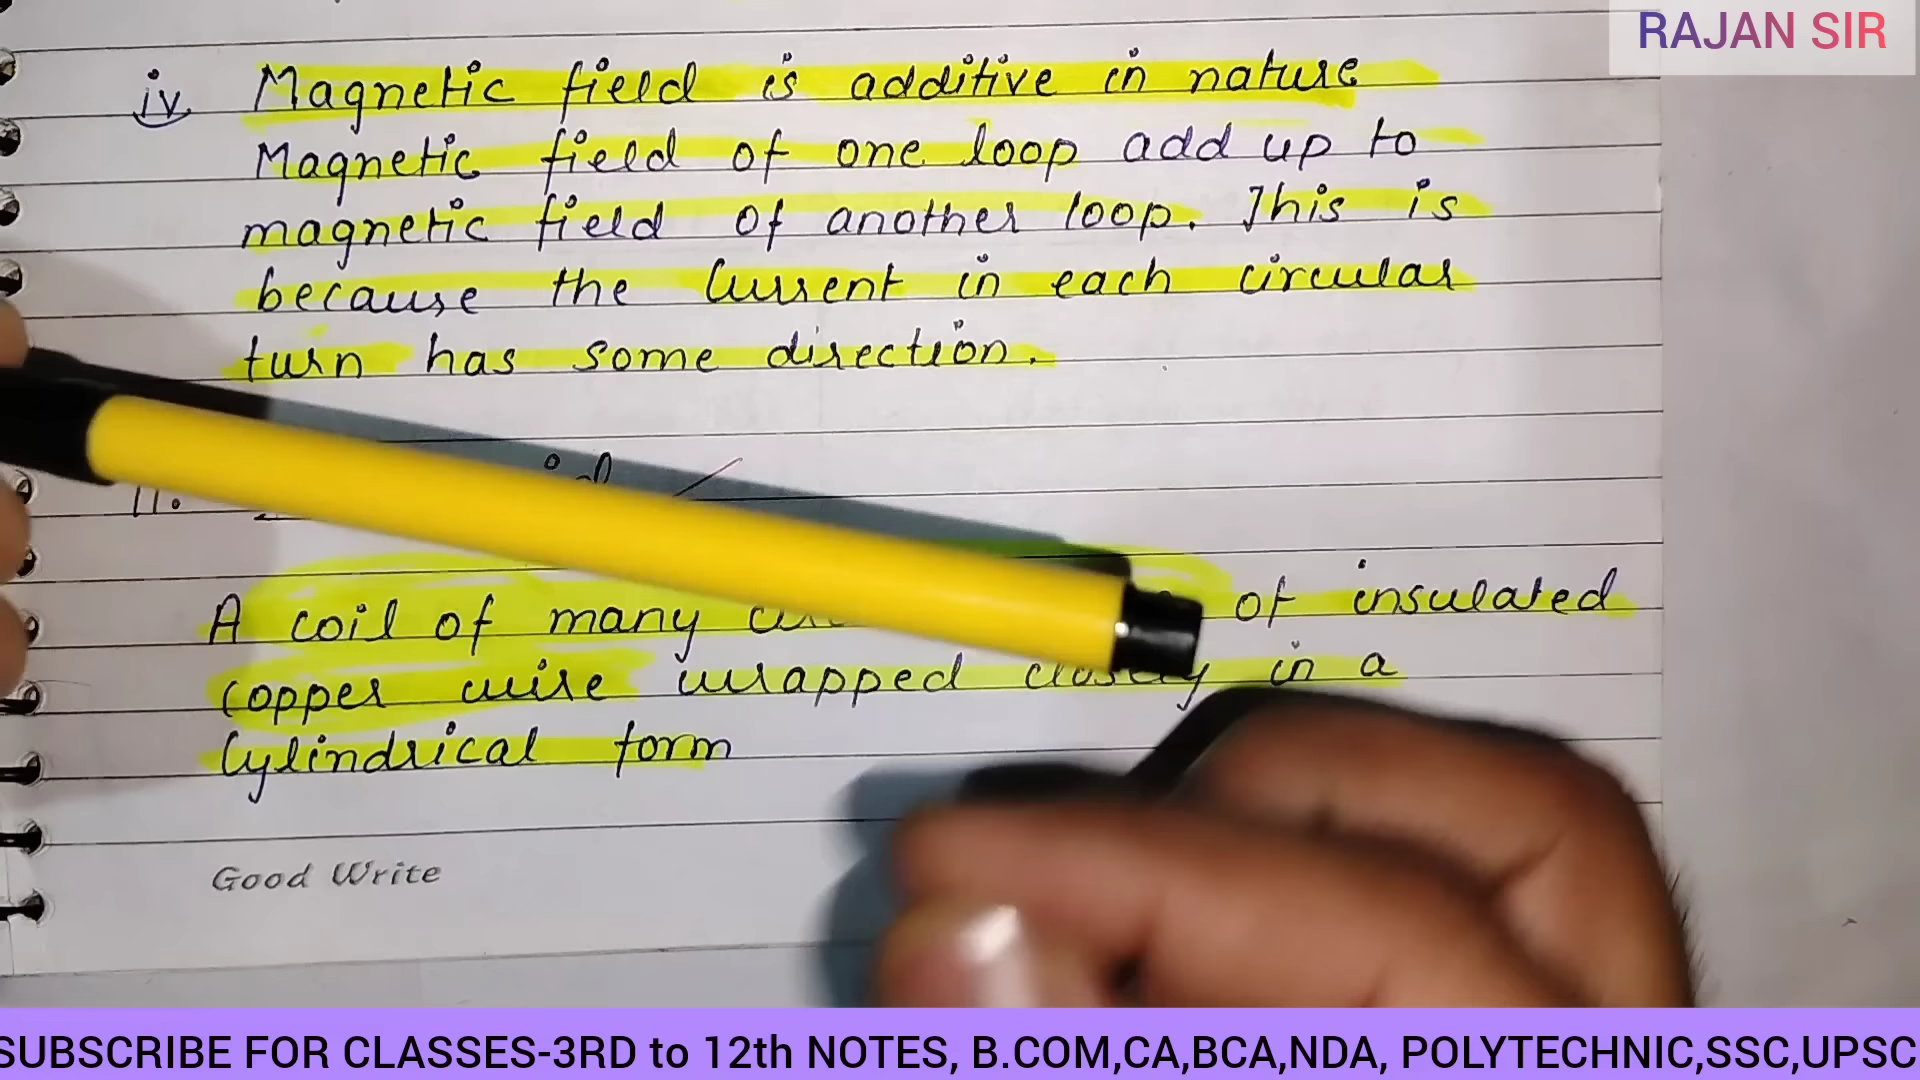 RAJAN SIR
iv. Magnetic field is additive in nature
Magnetic field of one loop add up to
magnetic field of another loop. This is
because the current in each circular
turn has some direction.
11.
A coil of many of insulated
copper wire wrapped closely in a
Cylindrical form
Good Write
SUBSCRIBE FOR CLASSES-3RD to 12th NOTES, B.COM,CA,BCA,NDA, POLYTECHNIC,SSC,UPSC